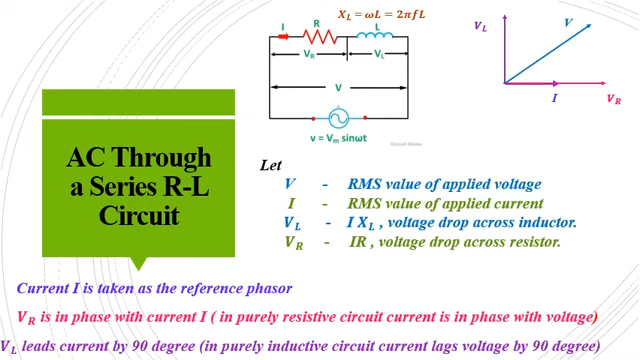 X_L = ωL = 2πfL
I R L
V_R V_L
V
v = V_m sinωt
Circuit Globe
V_L V
I V_R
AC Through
a Series R-L
Circuit
Let
V - RMS value of applied voltage
I - RMS value of applied current
V_L - I X_L , voltage drop across inductor.
V_R - IR , voltage drop across resistor.
Current I is taken as the reference phasor
V_R is in phase with current I ( in purely resistive circuit current is in phase with voltage)
V_L leads current by 90 degree (in purely inductive circuit current lags voltage by 90 degree)